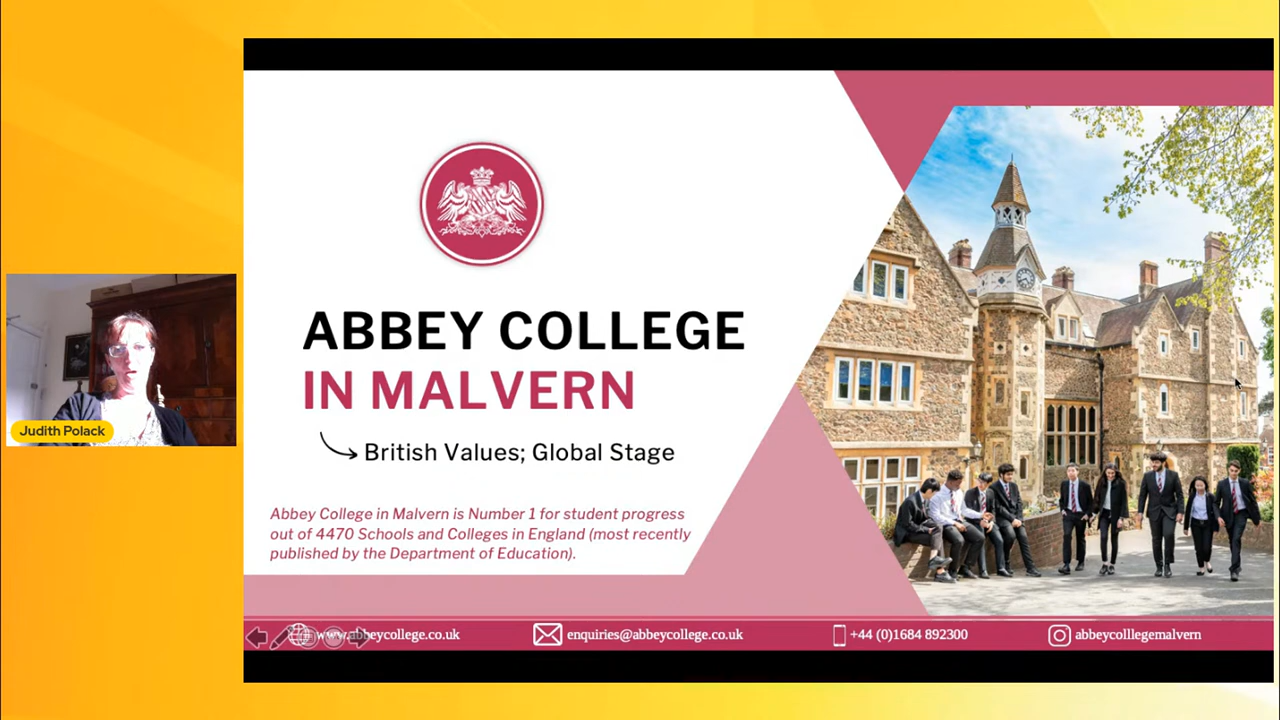 Judith Polack
ABBEY COLLEGE
IN MALVERN
British Values; Global Stage
Abbey College in Malvern is Number 1 for student progress
out of 4470 Schools and Colleges in England (most recently
published by the Department of Education).
www.abbeycollege.co.uk
enquiries@abbeycollege.co.uk
+44 (0)1684 892300
abbeycolllegemalvern